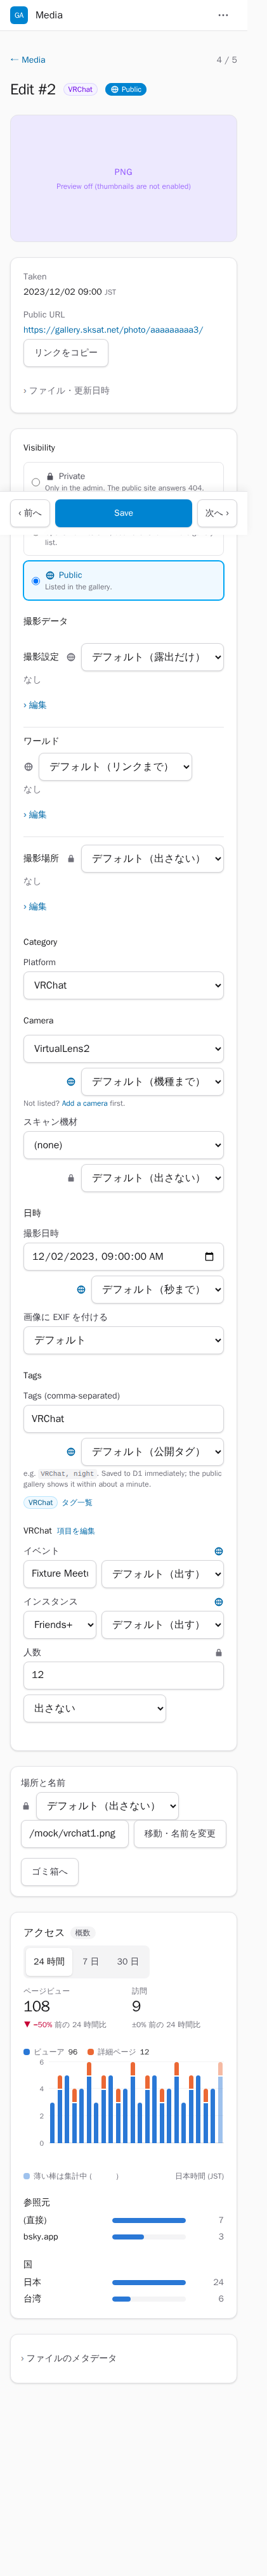 GA Media ···
← Media 4 / 5
Edit #2 VRChat Public
PNG
Preview off (thumbnails are not enabled)
Taken
2023/12/02 09:00 JST
Public URL
https://gallery.sksat.net/photo/aaaaaaaaa3/
リンクをコピー
› ファイル・更新日時
Visibility
Private
Only in the admin. The public site answers 404.
‹ 前へ Save 次へ ›
list.
Public
Listed in the gallery.
撮影データ
撮影設定 デフォルト（露出だけ）
なし
› 編集
ワールド
デフォルト（リンクまで）
なし
› 編集
撮影場所 デフォルト（出さない）
なし
› 編集
Category
Platform
VRChat
Camera
VirtualLens2
デフォルト（機種まで）
Not listed? Add a camera first.
スキャン機材
(none)
デフォルト（出さない）
日時
撮影日時
12/02/2023, 09:00:00 AM
デフォルト（秒まで）
画像に EXIF を付ける
デフォルト
Tags
Tags (comma-separated)
VRChat
デフォルト（公開タグ）
e.g. VRChat, night. Saved to D1 immediately; the public
gallery shows it within about a minute.
VRChat タグ一覧
VRChat 項目を編集
イベント
Fixture Meetu デフォルト（出す）
インスタンス
Friends+ デフォルト（出す）
人数
12
出さない
場所と名前
デフォルト（出さない）
/mock/vrchat1.png 移動・名前を変更
ゴミ箱へ
アクセス 概数
24 時間 7 日 30 日
ページビュー 訪問
108 9
▼ −50% 前の 24 時間比 ±0% 前の 24 時間比
ビューア 96 詳細ページ 12
6
4
2
0
薄い棒は集計中 ( ) 日本時間 (JST)
参照元
(直接) 7
bsky.app 3
国
日本 24
台湾 6
› ファイルのメタデータ